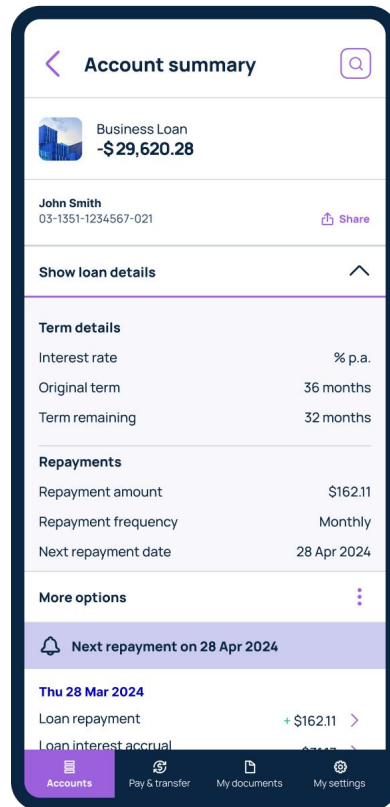 Account summary
Business Loan
-$29,620.28
John Smith
03-1351-1234567-021
Share
Show loan details
Term details
Interest rate % p.a.
Original term 36 months
Term remaining 32 months
Repayments
Repayment amount $162.11
Repayment frequency Monthly
Next repayment date 28 Apr 2024
More options
Next repayment on 28 Apr 2024
Thu 28 Mar 2024
Loan repayment + $162.11
Loan interest accrual
Accounts Pay & transfer My documents My settings